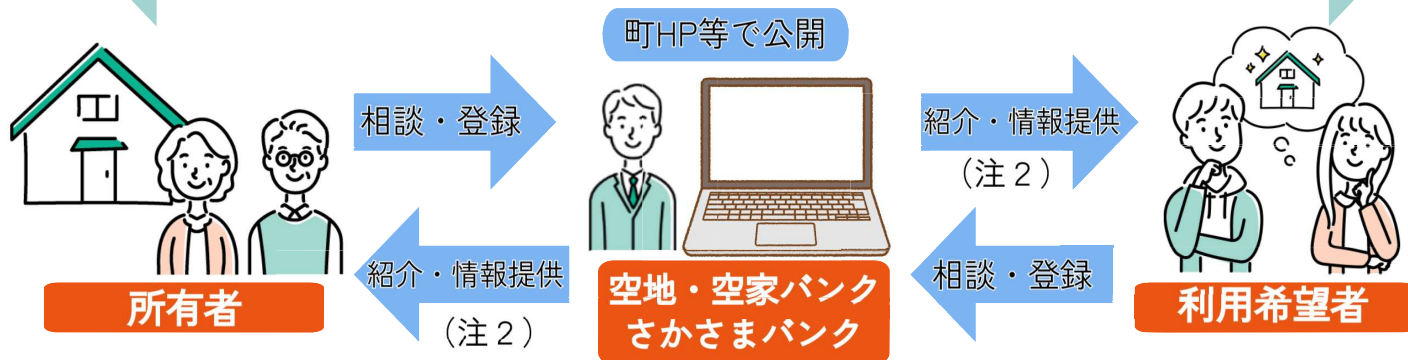 町HP等で公開
相談・登録
紹介・情報提供
（注２）
紹介・情報提供
（注２）
相談・登録
所有者
空地・空家バンク
さかさまバンク
利用希望者